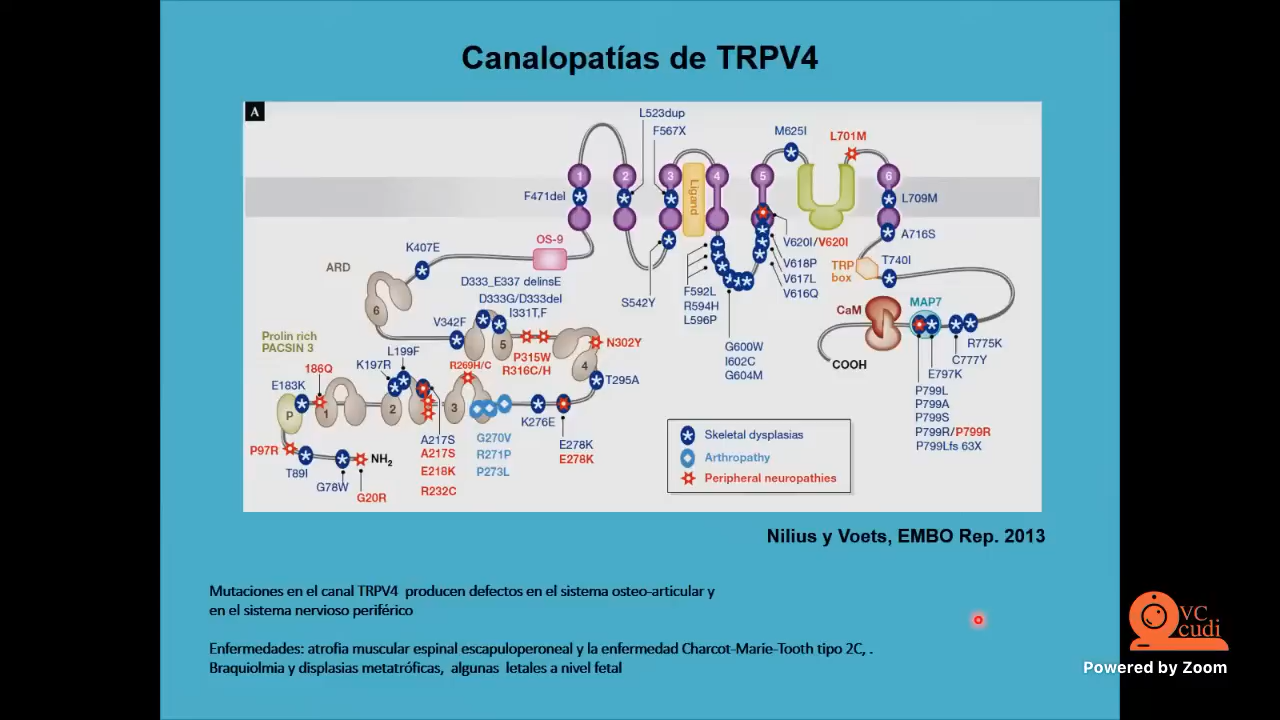 Canalopatías de TRPV4
A
L523dup
F567X
M625I
L701M
1
2
3
4
5
6
Ligand
F471del
L709M
OS-9
K407E
A716S
V620I/V620I
ARD
TRP
box
T740I
D333_E337 delinsE
V618P
V617L
V616Q
D333G/D333del
I331T,F
S542Y
F592L
R594H
L596P
6
CaM
MAP7
V342F
5
Prolin rich
PACSIN 3
N302Y
R775K
L199F
P315W
R316C/H
G600W
I602C
G604M
C777Y
K197R
R269H/C
4
COOH
E797K
186Q
T295A
E183K
P799L
P799A
P799S
P799R/P799R
P799Lfs 63X
P
1
2
3
K276E
A217S
A217S
E218K
R232C
G270V
R271P
P273L
E278K
E278K
P97R
T89I
NH2
G78W
G20R
Skeletal dysplasias
Arthropathy
Peripheral neuropathies
Nilius y Voets, EMBO Rep. 2013
Mutaciones en el canal TRPV4 producen defectos en el sistema osteo-articular y
en el sistema nervioso periférico
Enfermedades: atrofia muscular espinal escapuloperoneal y la enfermedad Charcot-Marie-Tooth tipo 2C, .
Braquiolmia y displasias metatróficas, algunas letales a nivel fetal
VC
cudi
Powered by Zoom